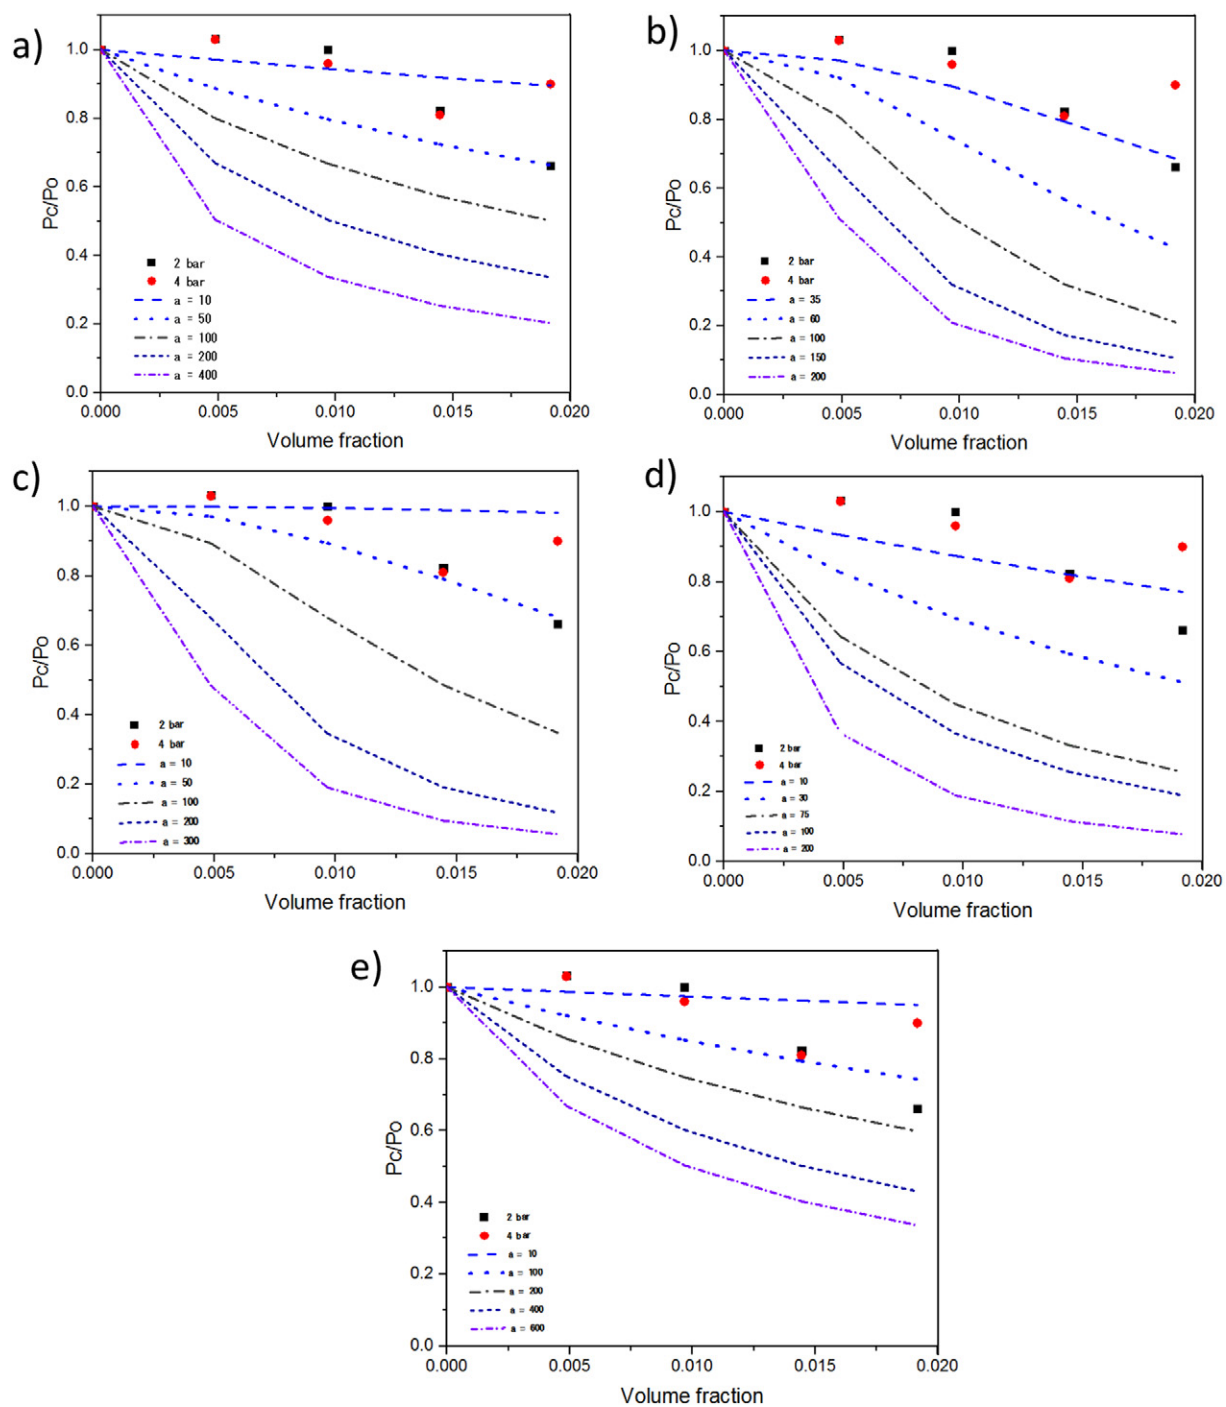 a)
1.0
0.8
0.6
0.4
0.2
0.0
Pc/Po
2 bar
4 bar
a = 10
a = 50
a = 100
a = 200
a = 400
0.000 0.005 0.010 0.015 0.020
Volume fraction
b)
1.0
0.8
0.6
0.4
0.2
0.0
Pc/Po
2 bar
4 bar
a = 35
a = 60
a = 100
a = 150
a = 200
0.000 0.005 0.010 0.015 0.020
Volume fraction
c)
1.0
0.8
0.6
0.4
0.2
0.0
Pc/Po
2 bar
4 bar
a = 10
a = 50
a = 100
a = 200
a = 300
0.000 0.005 0.010 0.015 0.020
Volume fraction
d)
1.0
0.8
0.6
0.4
0.2
0.0
Pc/Po
2 bar
4 bar
a = 10
a = 30
a = 75
a = 100
a = 200
0.000 0.005 0.010 0.015 0.020
Volume fraction
e)
1.0
0.8
0.6
0.4
0.2
0.0
Pc/Po
2 bar
4 bar
a = 10
a = 100
a = 200
a = 400
a = 600
0.000 0.005 0.010 0.015 0.020
Volume fraction